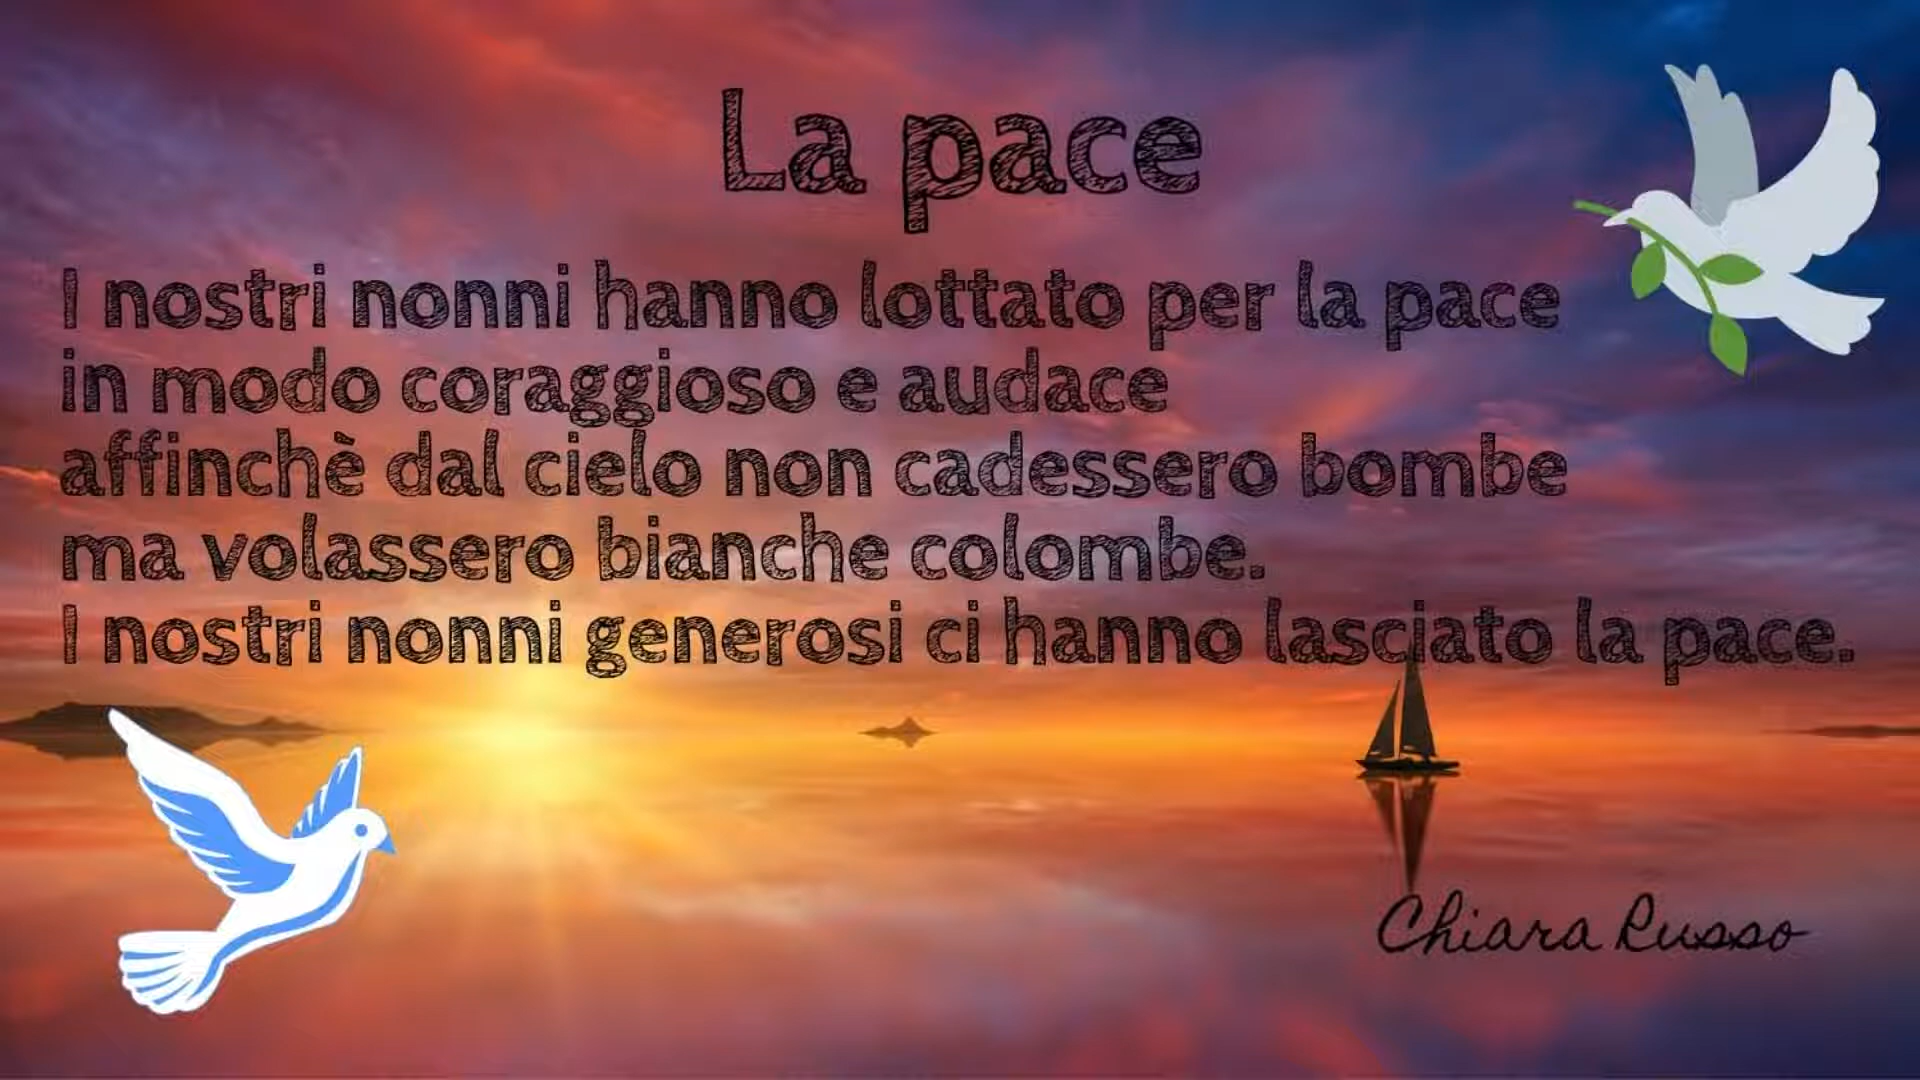 La pace
I nostri nonni hanno lottato per la pace
in modo coraggioso e audace
affinchè dal cielo non cadessero bombe
ma volassero bianche colombe.
I nostri nonni generosi ci hanno lasciato la pace.
Chiara Russo